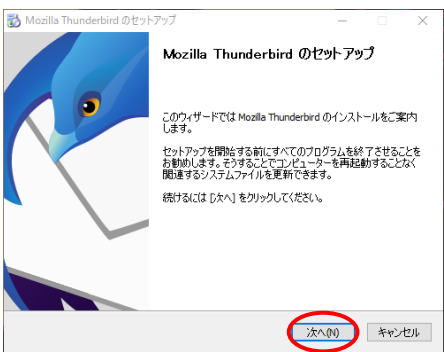 Mozilla Thunderbird のセットアップ
Mozilla Thunderbird のセットアップ
このウィザードでは Mozilla Thunderbird のインストールをご案内
します。
セットアップを開始する前にすべてのプログラムを終了させることを
お勧めします。そうすることでコンピューターを再起動することなく
関連するシステムファイルを更新できます。
続けるには [次へ] をクリックしてください。
次へ(N)
キャンセル